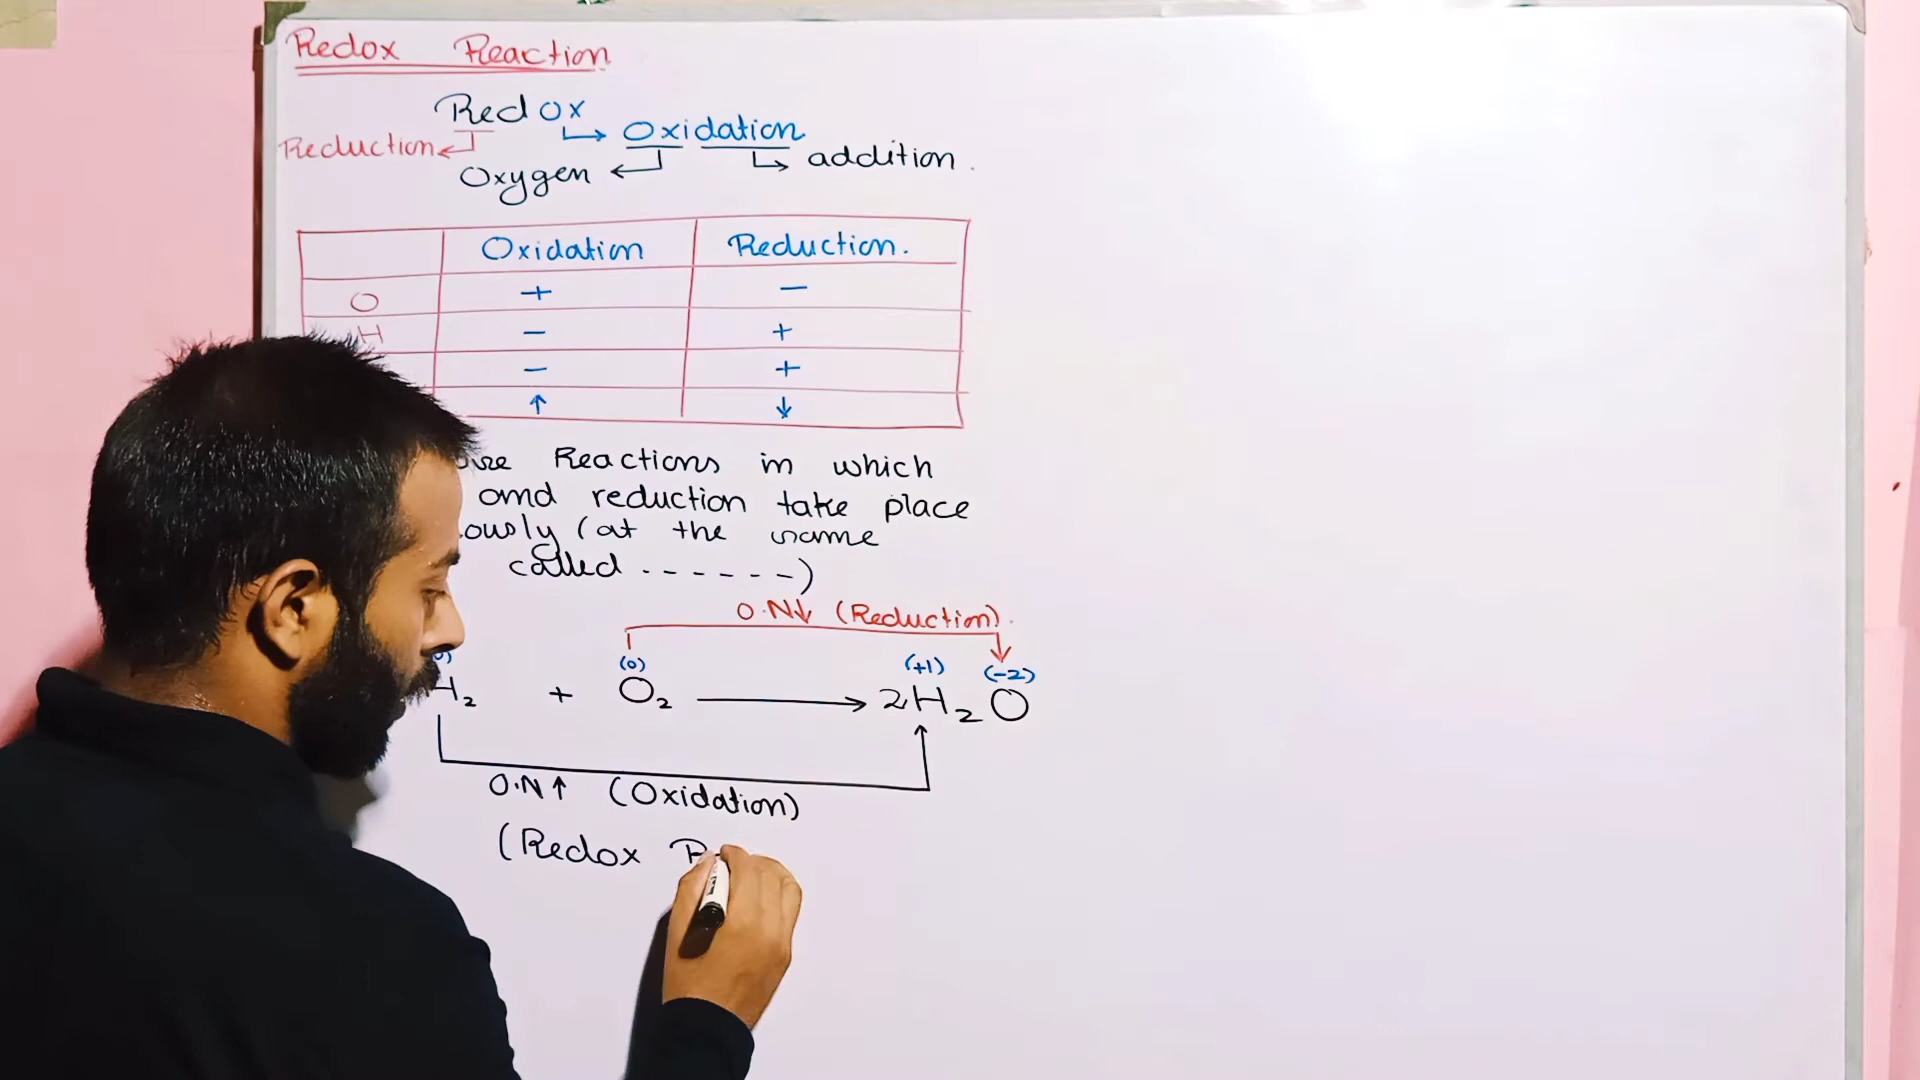 Redox Reaction
Redox
Oxidation
Reduction
addition.
Oxygen
Oxidation Reduction.
O + -
H - +
- +
↑ ↓
Reactions in which
and reduction take place
(at the same
called ------)
O.N↓ (Reduction).
(0) (+1) (-2)
H₂ + O₂ ⟶ 2H₂O
O.N↑ (Oxidation)
(Redox